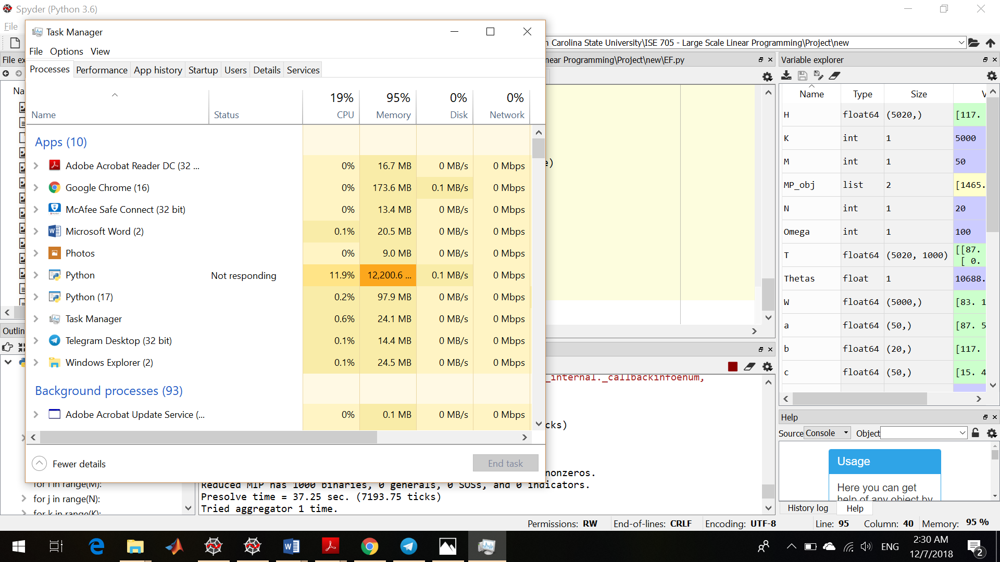 Spyder (Python 3.6)
File
Task Manager
File Options View
Processes Performance App history Startup Users Details Services
19% 95% 0% 0%
Name Status CPU Memory Disk Network
Apps (10)
Adobe Acrobat Reader DC (32 ... 0% 16.7 MB 0 MB/s 0 Mbps
Google Chrome (16) 0% 173.6 MB 0.1 MB/s 0 Mbps
McAfee Safe Connect (32 bit) 0% 13.4 MB 0 MB/s 0 Mbps
Microsoft Word (2) 0.1% 20.5 MB 0 MB/s 0 Mbps
Photos 0% 9.0 MB 0 MB/s 0 Mbps
Python Not responding 11.9% 12,200.6 ... 0.1 MB/s 0 Mbps
Python (17) 0.2% 97.9 MB 0 MB/s 0 Mbps
Task Manager 0.6% 24.1 MB 0 MB/s 0 Mbps
Telegram Desktop (32 bit) 0.1% 14.4 MB 0 MB/s 0 Mbps
Windows Explorer (2) 0.1% 24.5 MB 0 MB/s 0 Mbps
Background processes (93)
Adobe Acrobat Update Service (... 0% 0.1 MB 0 MB/s 0 Mbps
Fewer details End task
File ex
Na
Outlin
for i in range(M):
for j in range(N):
for k in range(K):
Carolina State University\ISE 705 - Large Scale Linear Programming\Project\new
near Programming\Project\new\EF.py
e)
_internal._callbackinfoenum,
cks)
nonzeros.
Reduced MIP has 1000 binaries, 0 generals, 0 SOSs, and 0 indicators.
Presolve time = 37.25 sec. (7193.75 ticks)
Tried aggregator 1 time.
Variable explorer
Name Type Size V
H float64 (5020,) [117.
K int 1 5000
M int 1 50
MP_obj list 2 [1465.
N int 1 20
Omega int 1 100
T float64 (5020, 1000) [[87.
[ 0.
Thetas float 1 10688.
W float64 (5000,) [83. 1
a float64 (50,) [87. 5
b float64 (20,) [117.
c float64 (50,) [15. 4
Help
Source Console Object
Usage
Here you can get
help of any object by
History log Help
Permissions: RW End-of-lines: CRLF Encoding: UTF-8 Line: 95 Column: 40 Memory: 95 %
ENG
2:30 AM
12/7/2018
2